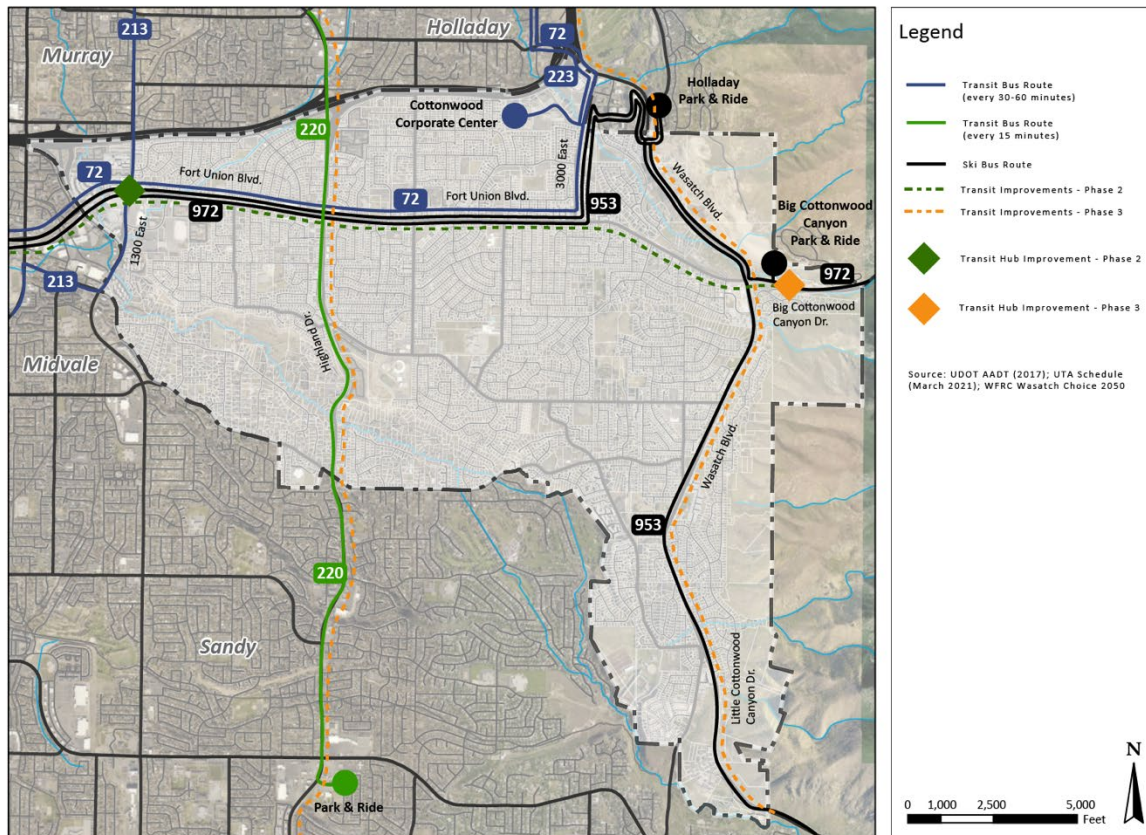 213
Murray
Holladay
72
223
220
Cottonwood
Corporate Center
Holladay
Park & Ride
3000 East
72
Fort Union Blvd.
Fort Union Blvd.
72
972
953
Wasatch Blvd.
Big Cottonwood
Canyon
Park & Ride
972
Big Cottonwood
Canyon Dr.
1300 East
213
Midvale
Highland Dr.
Wasatch Blvd.
953
220
Sandy
Little Cottonwood
Canyon Dr.
Park & Ride
Legend
Transit Bus Route
(every 30-60 minutes)
Transit Bus Route
(every 15 minutes)
Ski Bus Route
Transit Improvements - Phase 2
Transit Improvements - Phase 3
Transit Hub Improvement - Phase 2
Transit Hub Improvement - Phase 3
Source: UDOT AADT (2017); UTA Schedule
(March 2021); WFRC Wasatch Choice 2050
N
0 1,000 2,500 5,000
Feet